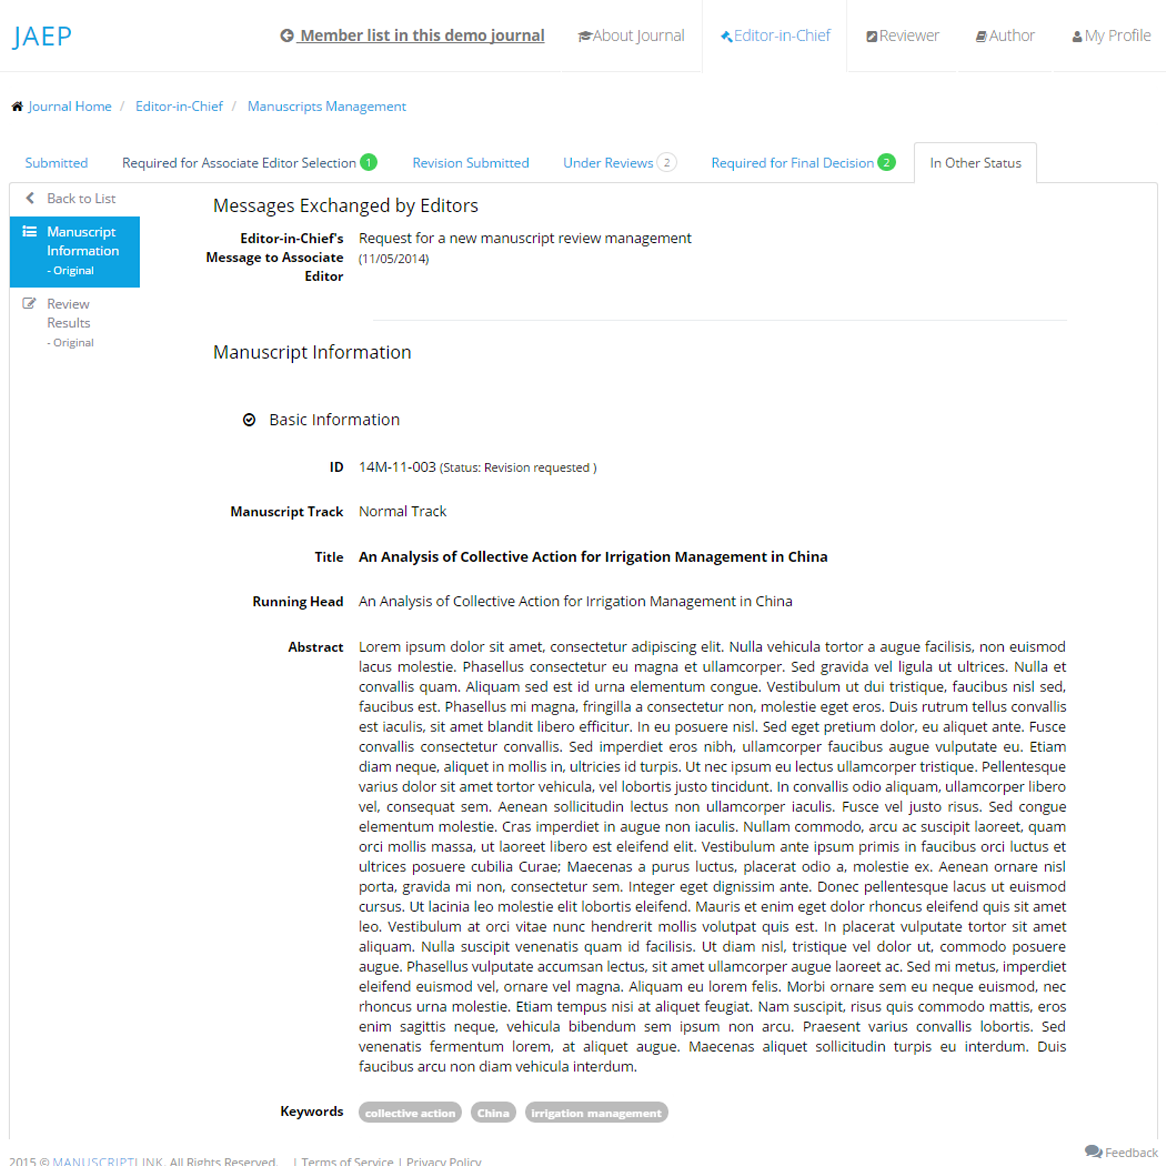 JAEP
Member list in this demo journal
About Journal
Editor-in-Chief
Reviewer
Author
My Profile
Journal Home / Editor-in-Chief / Manuscripts Management
Submitted
Required for Associate Editor Selection 1
Revision Submitted
Under Reviews 2
Required for Final Decision 2
In Other Status
Back to List
Manuscript
Information
- Original
Review
Results
- Original
Messages Exchanged by Editors
Editor-in-Chief's
Message to Associate
Editor
Request for a new manuscript review management
(11/05/2014)
Manuscript Information
Basic Information
ID 14M-11-003 (Status: Revision requested )
Manuscript Track Normal Track
Title An Analysis of Collective Action for Irrigation Management in China
Running Head An Analysis of Collective Action for Irrigation Management in China
Abstract Lorem ipsum dolor sit amet, consectetur adipiscing elit. Nulla vehicula tortor a augue facilisis, non euismod
lacus molestie. Phasellus consectetur eu magna et ullamcorper. Sed gravida vel ligula ut ultrices. Nulla et
convallis quam. Aliquam sed est id urna elementum congue. Vestibulum ut dui tristique, faucibus nisl sed,
faucibus est. Phasellus mi magna, fringilla a consectetur non, molestie eget eros. Duis rutrum tellus convallis
est iaculis, sit amet blandit libero efficitur. In eu posuere nisl. Sed eget pretium dolor, eu aliquet ante. Fusce
convallis consectetur convallis. Sed imperdiet eros nibh, ullamcorper faucibus augue vulputate eu. Etiam
diam neque, aliquet in mollis in, ultricies id turpis. Ut nec ipsum eu lectus ullamcorper tristique. Pellentesque
varius dolor sit amet tortor vehicula, vel lobortis justo tincidunt. In convallis odio aliquam, ullamcorper libero
vel, consequat sem. Aenean sollicitudin lectus non ullamcorper iaculis. Fusce vel justo risus. Sed congue
elementum molestie. Cras imperdiet in augue non iaculis. Nullam commodo, arcu ac suscipit laoreet, quam
orci mollis massa, ut laoreet libero est eleifend elit. Vestibulum ante ipsum primis in faucibus orci luctus et
ultrices posuere cubilia Curae; Maecenas a purus luctus, placerat odio a, molestie ex. Aenean ornare nisl
porta, gravida mi non, consectetur sem. Integer eget dignissim ante. Donec pellentesque lacus ut euismod
cursus. Ut lacinia leo molestie elit lobortis eleifend. Mauris et enim eget dolor rhoncus eleifend quis sit amet
leo. Vestibulum at orci vitae nunc hendrerit mollis volutpat quis est. In placerat vulputate tortor sit amet
aliquam. Nulla suscipit venenatis quam id facilisis. Ut diam nisl, tristique vel dolor ut, commodo posuere
augue. Phasellus vulputate accumsan lectus, sit amet ullamcorper augue laoreet ac. Sed mi metus, imperdiet
eleifend euismod vel, ornare vel magna. Aliquam eu lorem felis. Morbi ornare sem eu neque euismod, nec
rhoncus urna molestie. Etiam tempus nisi at aliquet feugiat. Nam suscipit, risus quis commodo mattis, eros
enim sagittis neque, vehicula bibendum sem ipsum non arcu. Praesent varius convallis lobortis. Sed
venenatis fermentum lorem, at aliquet augue. Maecenas aliquet sollicitudin turpis eu interdum. Duis
faucibus arcu non diam vehicula interdum.
Keywords collective action China irrigation management
2015 © MANUSCRIPTLINK. All Rights Reserved. | Terms of Service | Privacy Policy
Feedback